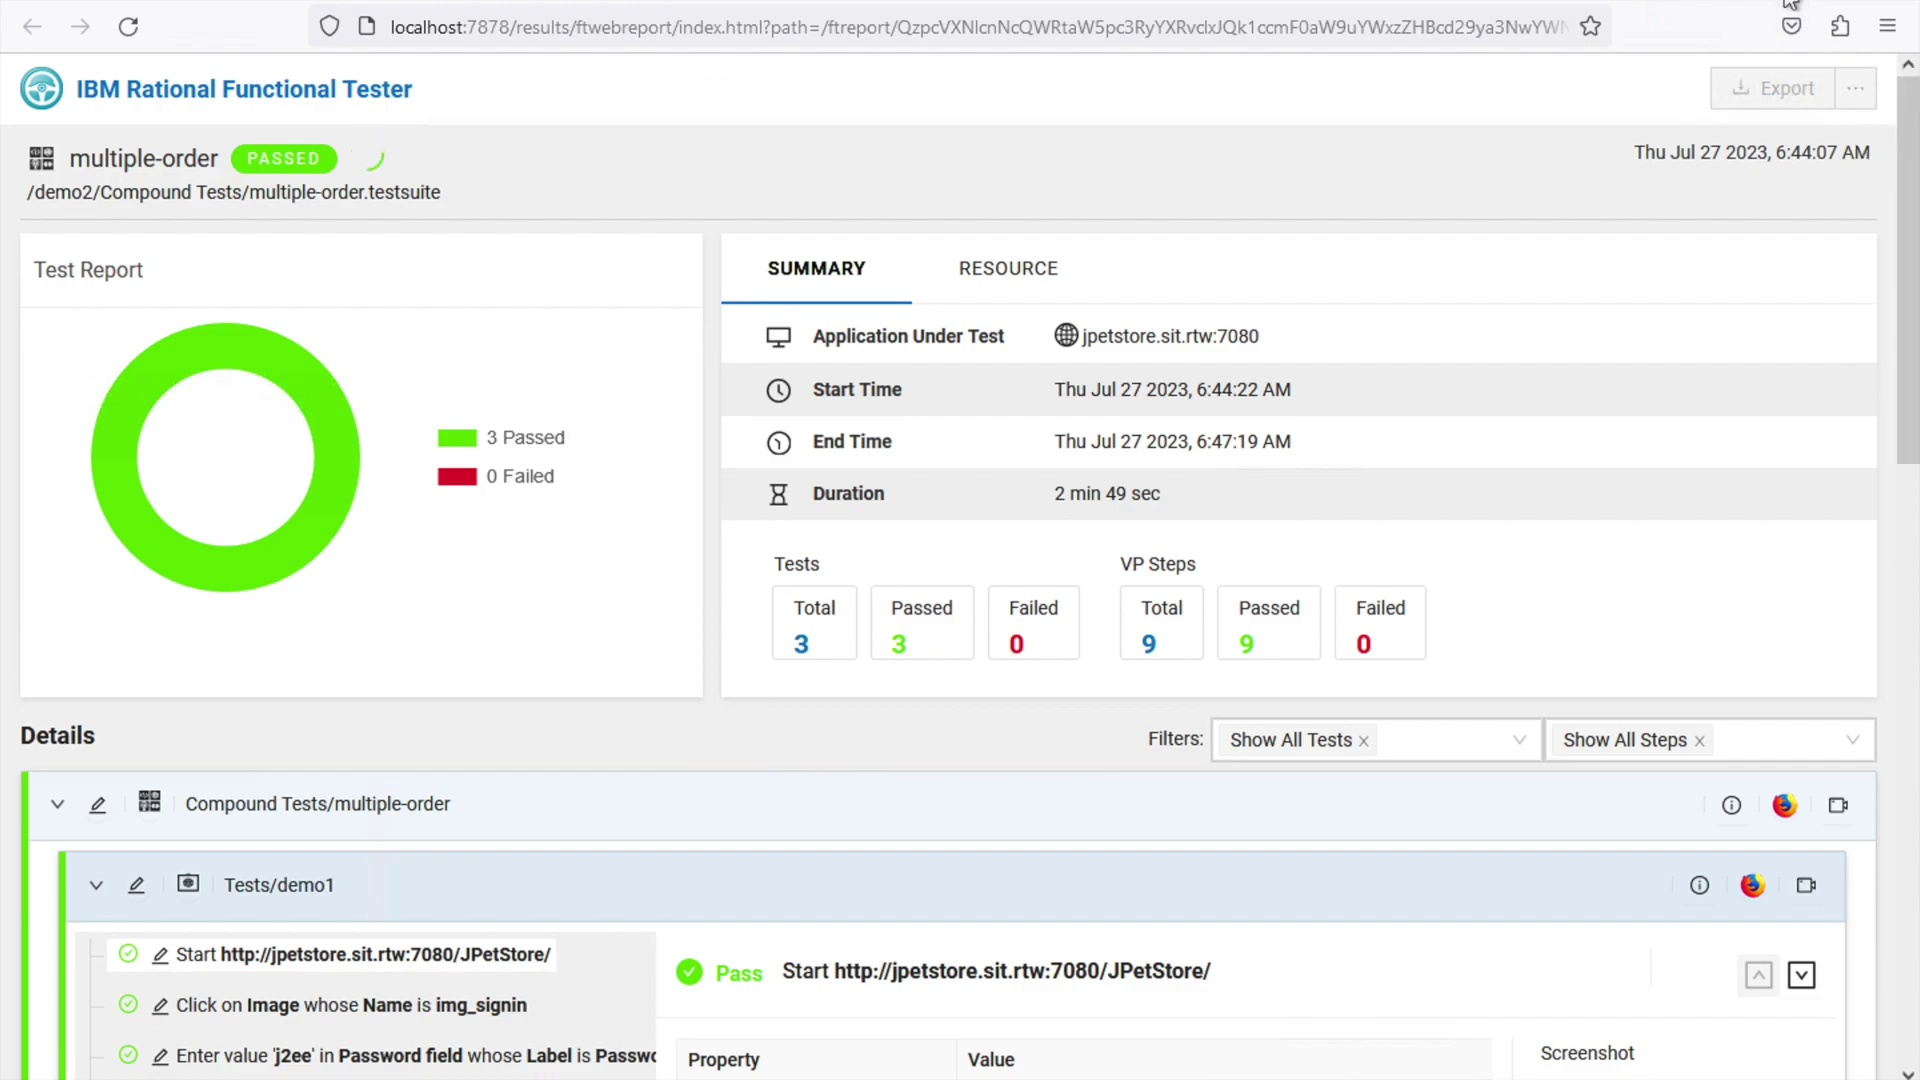 localhost:7878/results/ftwebreport/index.html?path=/ftreport/QzpcVXNlcnNcQWRtaW5pc3RyYXRvclxJQk1ccmF0aW9uYWxzZHBcd29ya3NwYWN
IBM Rational Functional Tester
Export
multiple-order PASSED
Thu Jul 27 2023, 6:44:07 AM
/demo2/Compound Tests/multiple-order.testsuite
Test Report
3 Passed
0 Failed
SUMMARY RESOURCE
Application Under Test jpetstore.sit.rtw:7080
Start Time Thu Jul 27 2023, 6:44:22 AM
End Time Thu Jul 27 2023, 6:47:19 AM
Duration 2 min 49 sec
Tests VP Steps
Total Passed Failed Total Passed Failed
3 3 0 9 9 0
Details
Filters: Show All Tests x Show All Steps x
Compound Tests/multiple-order
Tests/demo1
Start http://jpetstore.sit.rtw:7080/JPetStore/
Click on Image whose Name is img_signin
Enter value 'j2ee' in Password field whose Label is Passwo
Pass Start http://jpetstore.sit.rtw:7080/JPetStore/
Property Value
Screenshot